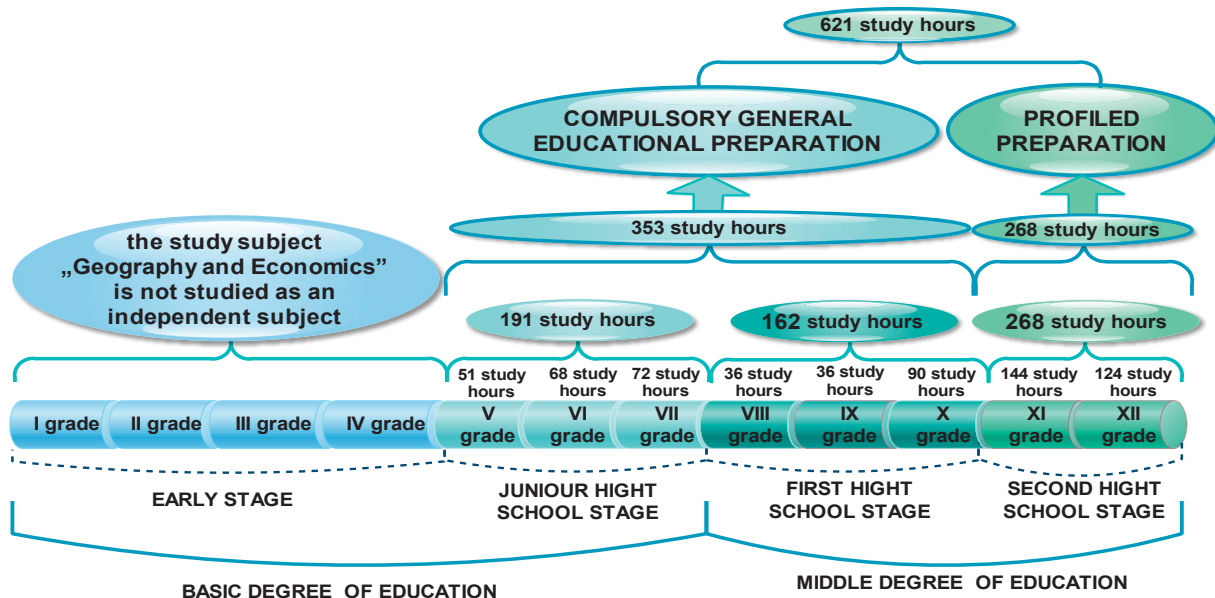 621 study hours
COMPULSORY GENERAL
EDUCATIONAL PREPARATION
PROFILED
PREPARATION
353 study hours
268 study hours
the study subject
„Geography and Economics”
is not studied as an
independent subject
191 study hours
162 study hours
268 study hours
51 study
hours
68 study
hours
72 study
hours
36 study
hours
36 study
hours
90 study
hours
144 study
hours
124 study
hours
I grade
II grade
III grade
IV grade
V
grade
VI
grade
VII
grade
VIII
grade
IX
grade
X
grade
XI
grade
XII
grade
EARLY STAGE
JUNIOUR HIGHT
SCHOOL STAGE
FIRST HIGHT
SCHOOL STAGE
SECOND HIGHT
SCHOOL STAGE
BASIC DEGREE OF EDUCATION
MIDDLE DEGREE OF EDUCATION